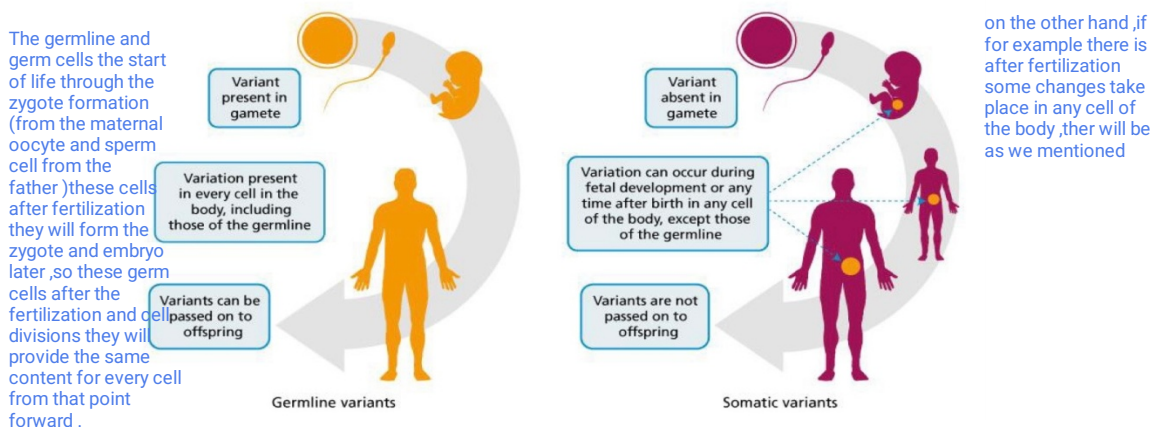 The germline and
germ cells the start
of life through the
zygote formation
(from the maternal
oocyte and sperm
cell from the
father )these cells
after fertilization
they will form the
zygote and embryo
later ,so these germ
cells after the
fertilization and cell
divisions they will
provide the same
content for every cell
from that point
forward .
Variant
present in
gamete
Variation present
in every cell in the
body, including
those of the germline
Variants can be
passed on to
offspring
Germline variants
Variant
absent in
gamete
Variation can occur during
fetal development or any
time after birth in any cell
of the body, except those
of the germline
Variants are not
passed on to
offspring
Somatic variants
on the other hand ,if
for example there is
after fertilization
some changes take
place in any cell of
the body ,ther will be
as we mentioned